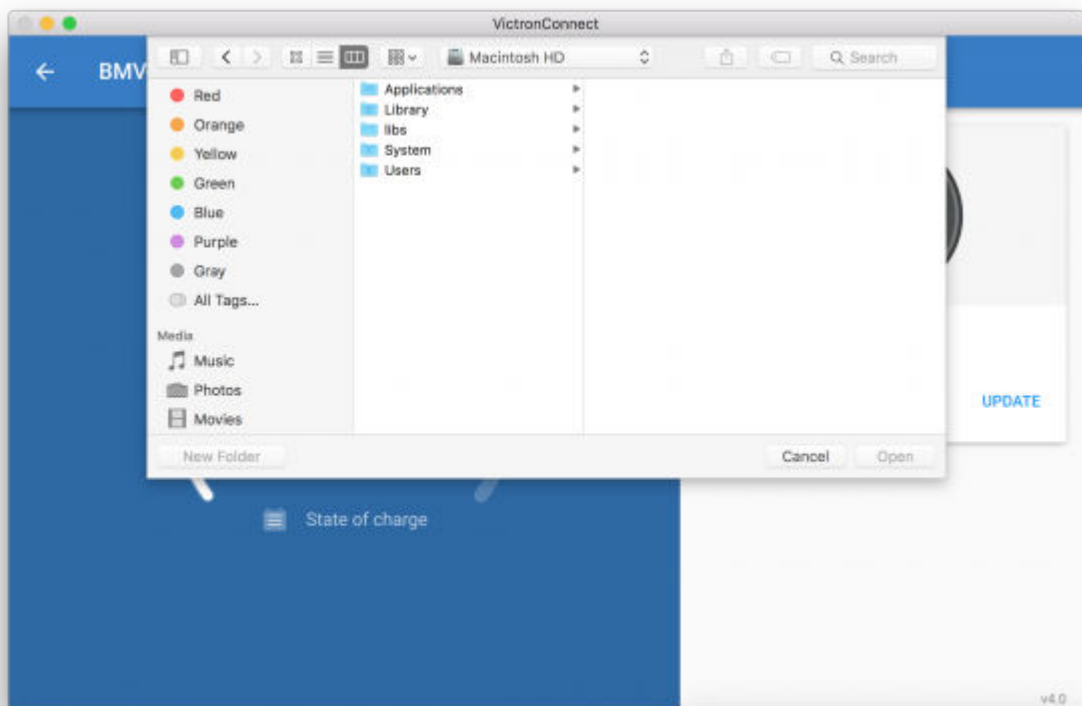 VictronConnect
BMV
Macintosh HD
Search
Red
Orange
Yellow
Green
Blue
Purple
Gray
All Tags...
Media
Music
Photos
Movies
Applications
Library
libs
System
Users
UPDATE
New Folder
Cancel
Open
State of charge
v4.0